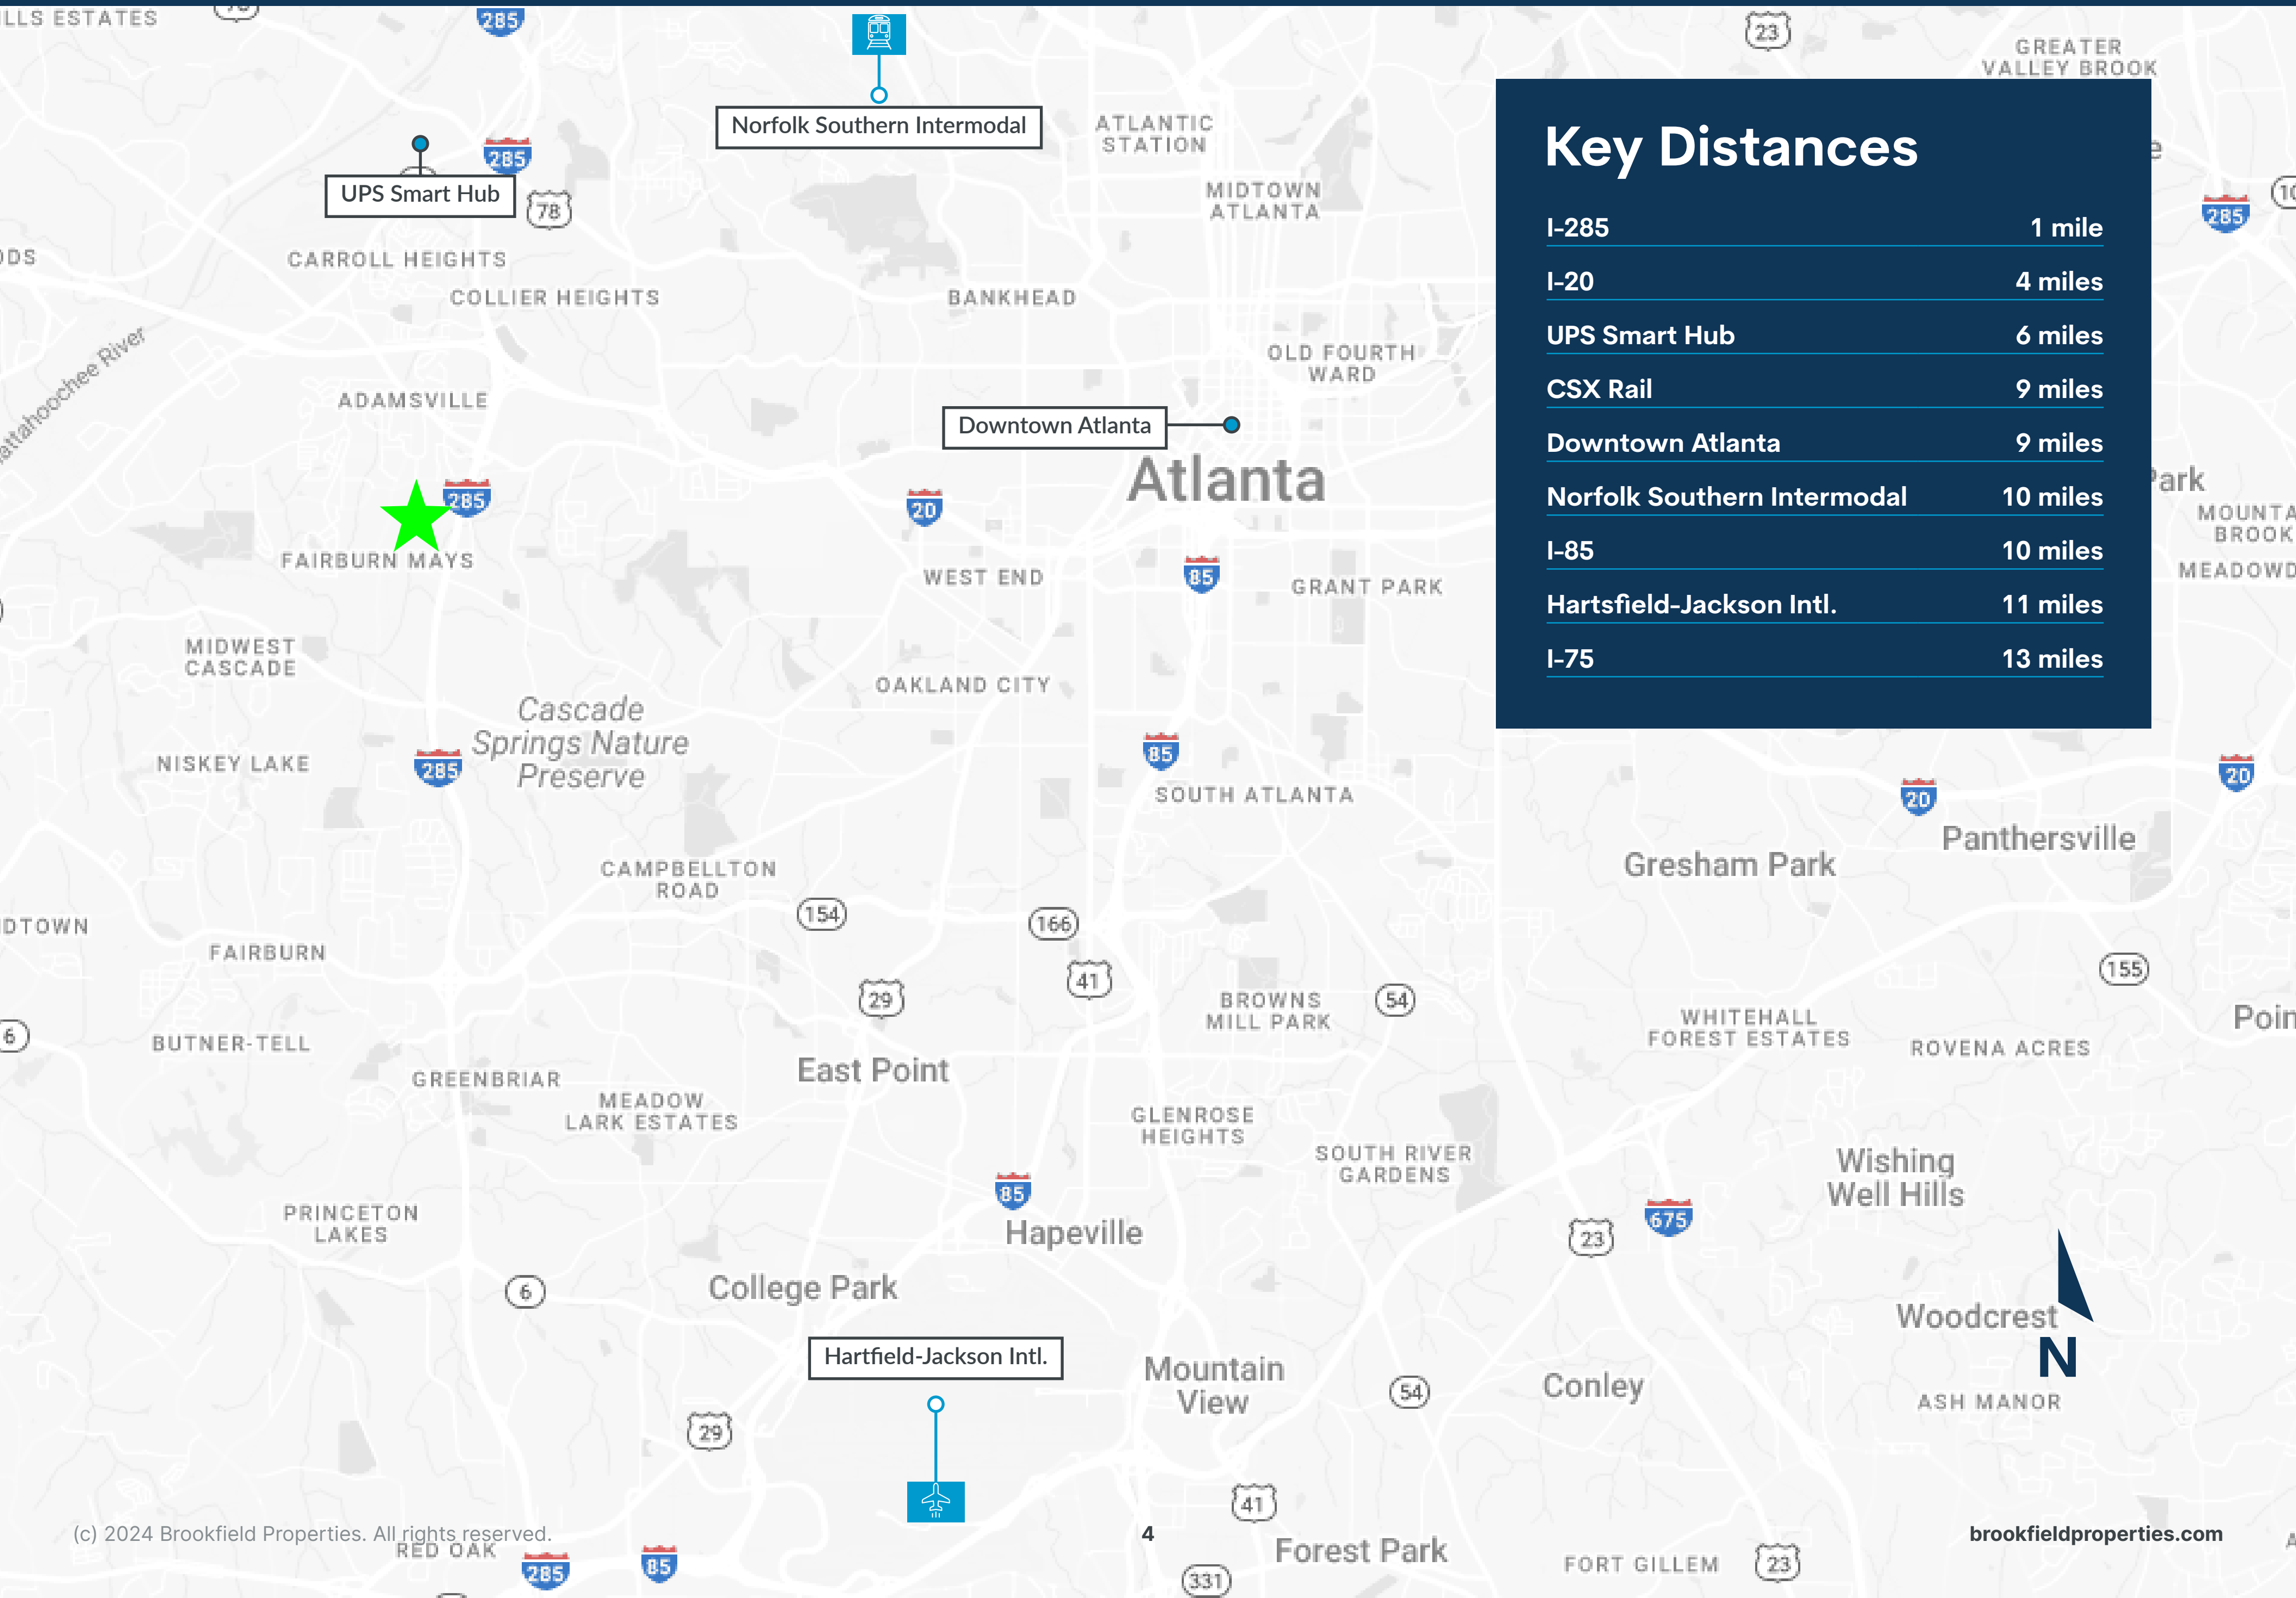 LLS ESTATES
285
23
GREATER
VALLEY BROOK
Norfolk Southern Intermodal
ATLANTIC
STATION
285
UPS Smart Hub
78
MIDTOWN
ATLANTA
285
CARROLL HEIGHTS
COLLIER HEIGHTS
BANKHEAD
OLD FOURTH
WARD
ADAMSVILLE
Downtown Atlanta
Atlanta
285
20
FAIRBURN MAYS
85
WEST END
GRANT PARK
MIDWEST
CASCADE
OAKLAND CITY
Cascade
Springs Nature
Preserve
NISKEY LAKE
285
85
SOUTH ATLANTA
Key Distances
I-285 1 mile
I-20 4 miles
UPS Smart Hub 6 miles
CSX Rail 9 miles
Downtown Atlanta 9 miles
Norfolk Southern Intermodal 10 miles
I-85 10 miles
Hartsfield-Jackson Intl. 11 miles
I-75 13 miles
ark
MOUNTA
BROOK
MEADOWD
20
20
Panthersville
Gresham Park
CAMPBELLTON
ROAD
154
166
DTOWN
FAIRBURN
41
29
54
155
BROWNS
MILL PARK
WHITEHALL
FOREST ESTATES
ROVENA ACRES
Poin
6
BUTNER-TELL
East Point
GREENBRIAR
MEADOW
LARK ESTATES
GLENROSE
HEIGHTS
SOUTH RIVER
GARDENS
Wishing
Well Hills
85
Hapeville
PRINCETON
LAKES
23
675
6
College Park
Woodcrest
N
Hartfield-Jackson Intl.
Mountain
View
54
Conley
ASH MANOR
29
41
(c) 2024 Brookfield Properties. All rights reserved.
4
brookfieldproperties.com
RED OAK
285
85
331
Forest Park
FORT GILLEM
23